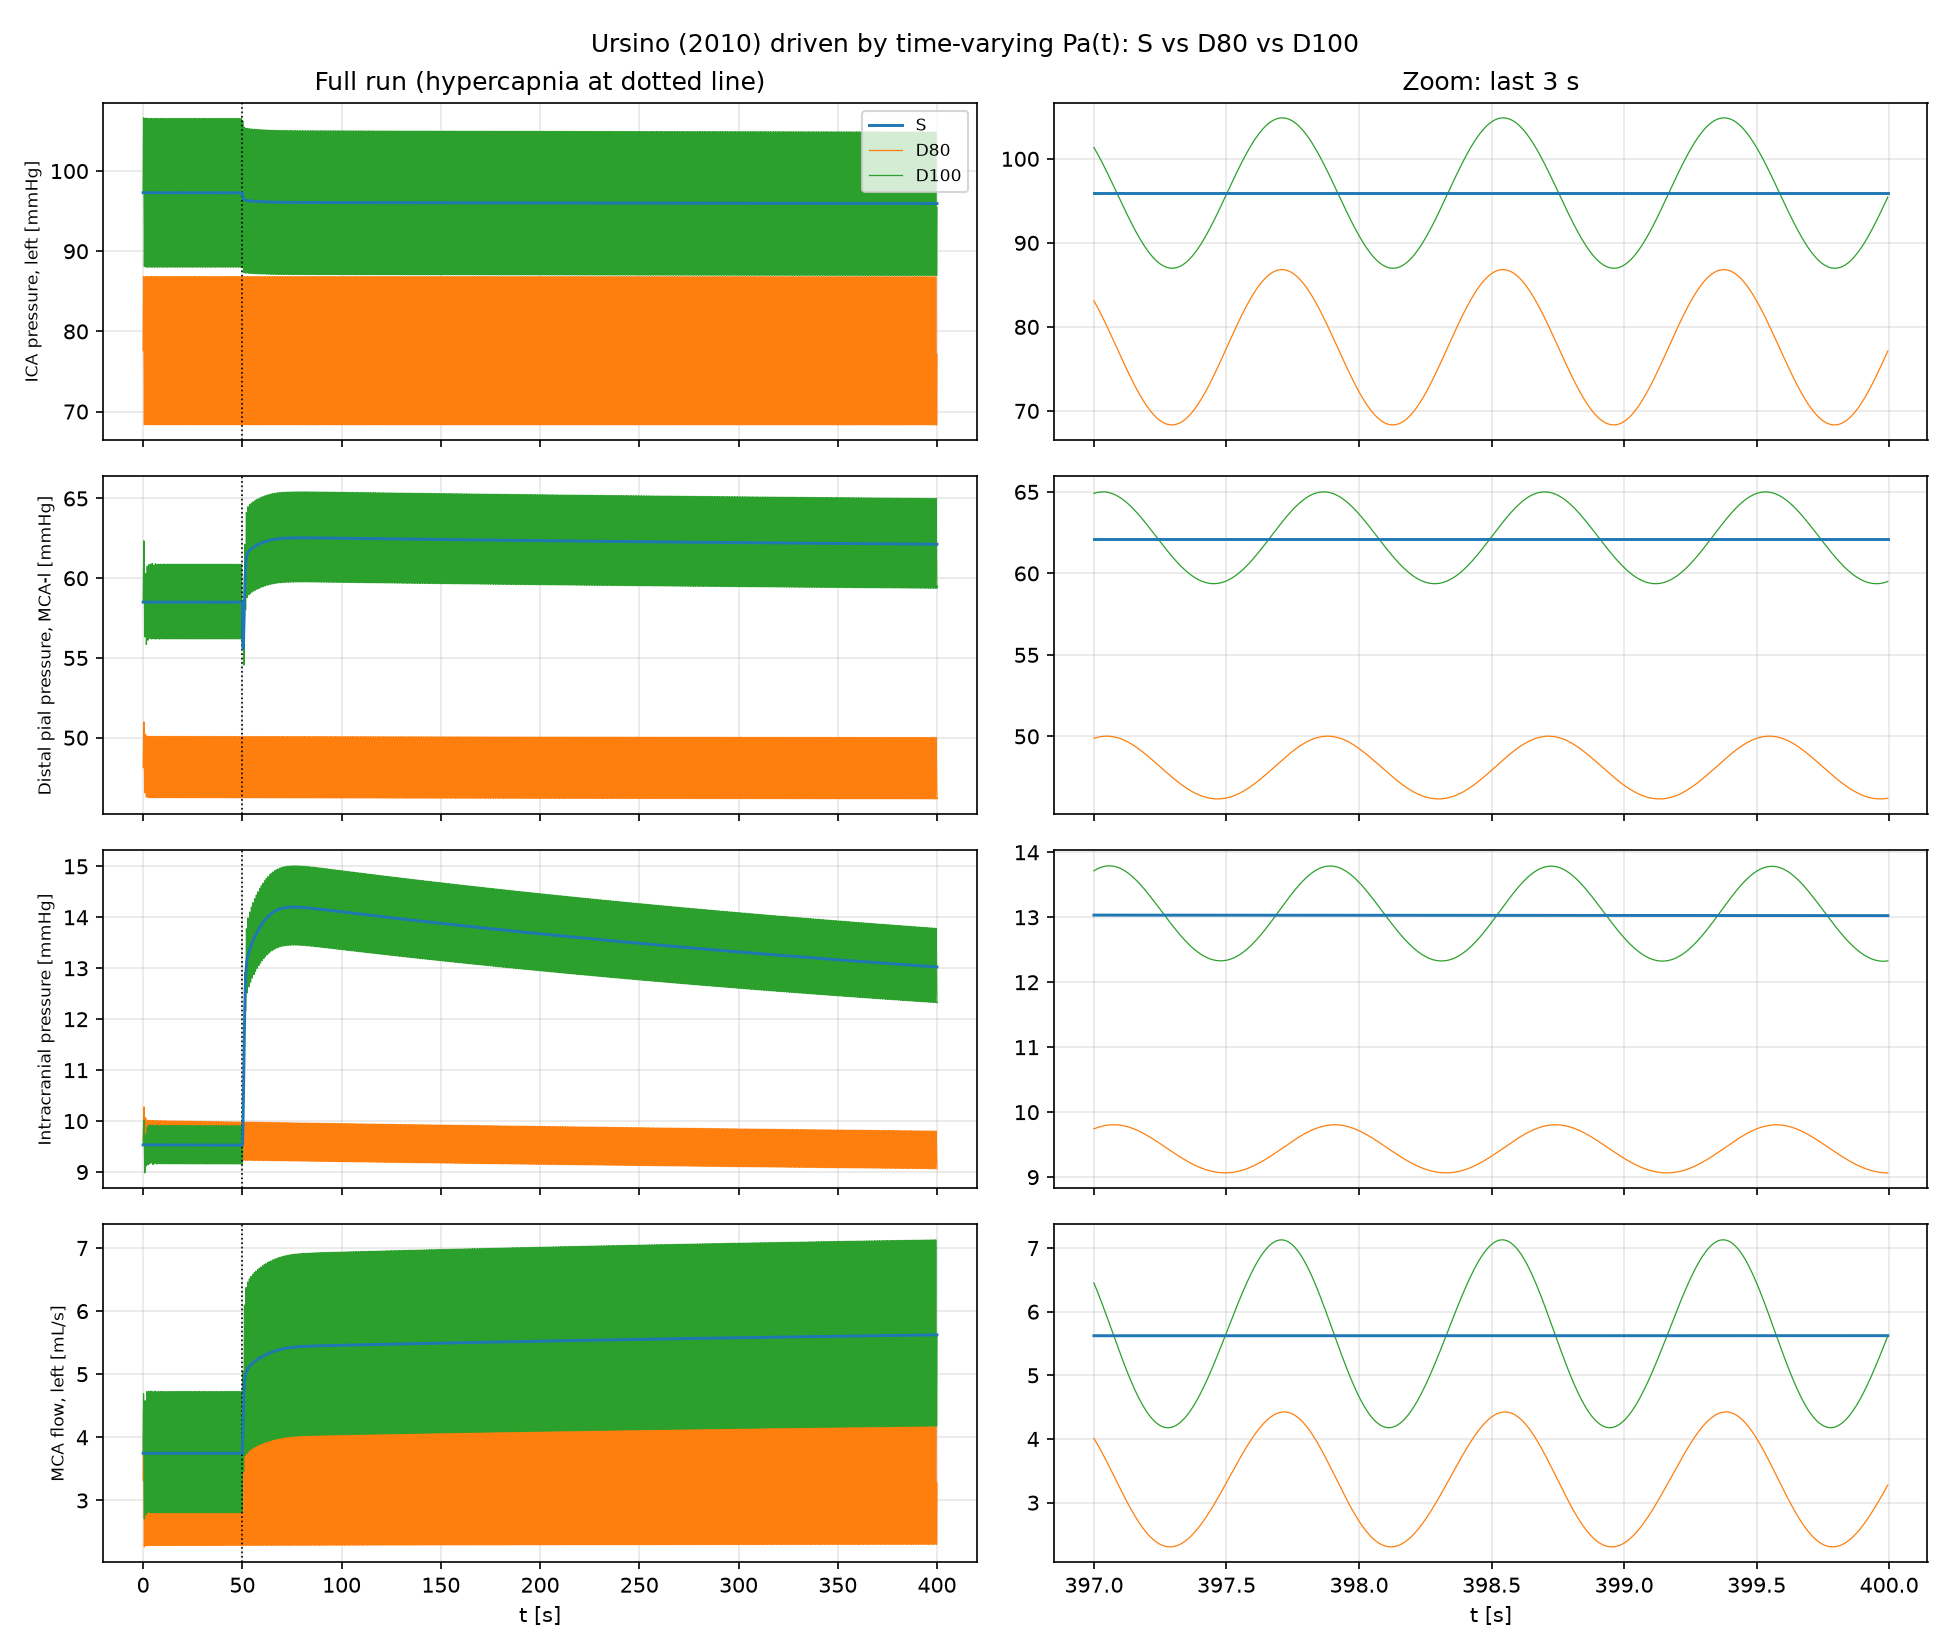 Ursino (2010) driven by time-varying Pa(t): S vs D80 vs D100
Full run (hypercapnia at dotted line)
Zoom: last 3 s
ICA pressure, left [mmHg]
100
90
80
70
S
D80
D100
100
90
80
70
Distal pial pressure, MCA-l [mmHg]
65
60
55
50
65
60
55
50
Intracranial pressure [mmHg]
15
14
13
12
11
10
9
14
13
12
11
10
9
MCA flow, left [mL/s]
7
6
5
4
3
0 50 100 150 200 250 300 350 400
t [s]
7
6
5
4
3
397.0 397.5 398.0 398.5 399.0 399.5 400.0
t [s]